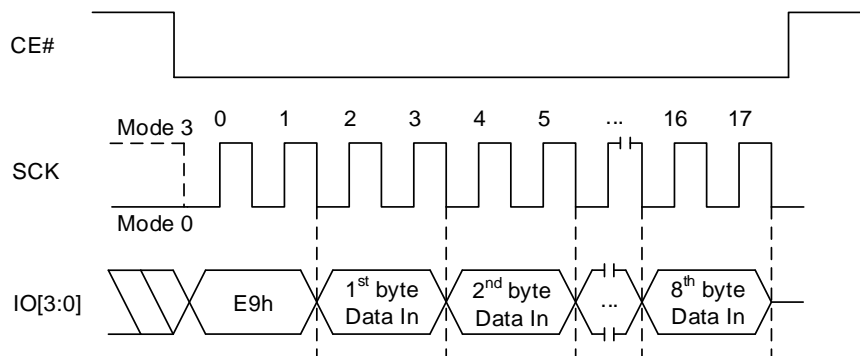 CE#
0 1 2 3 4 5 ... 16 17
Mode 3
SCK
Mode 0
IO[3:0]
E9h
1st byte
Data In
2nd byte
Data In
...
8th byte
Data In